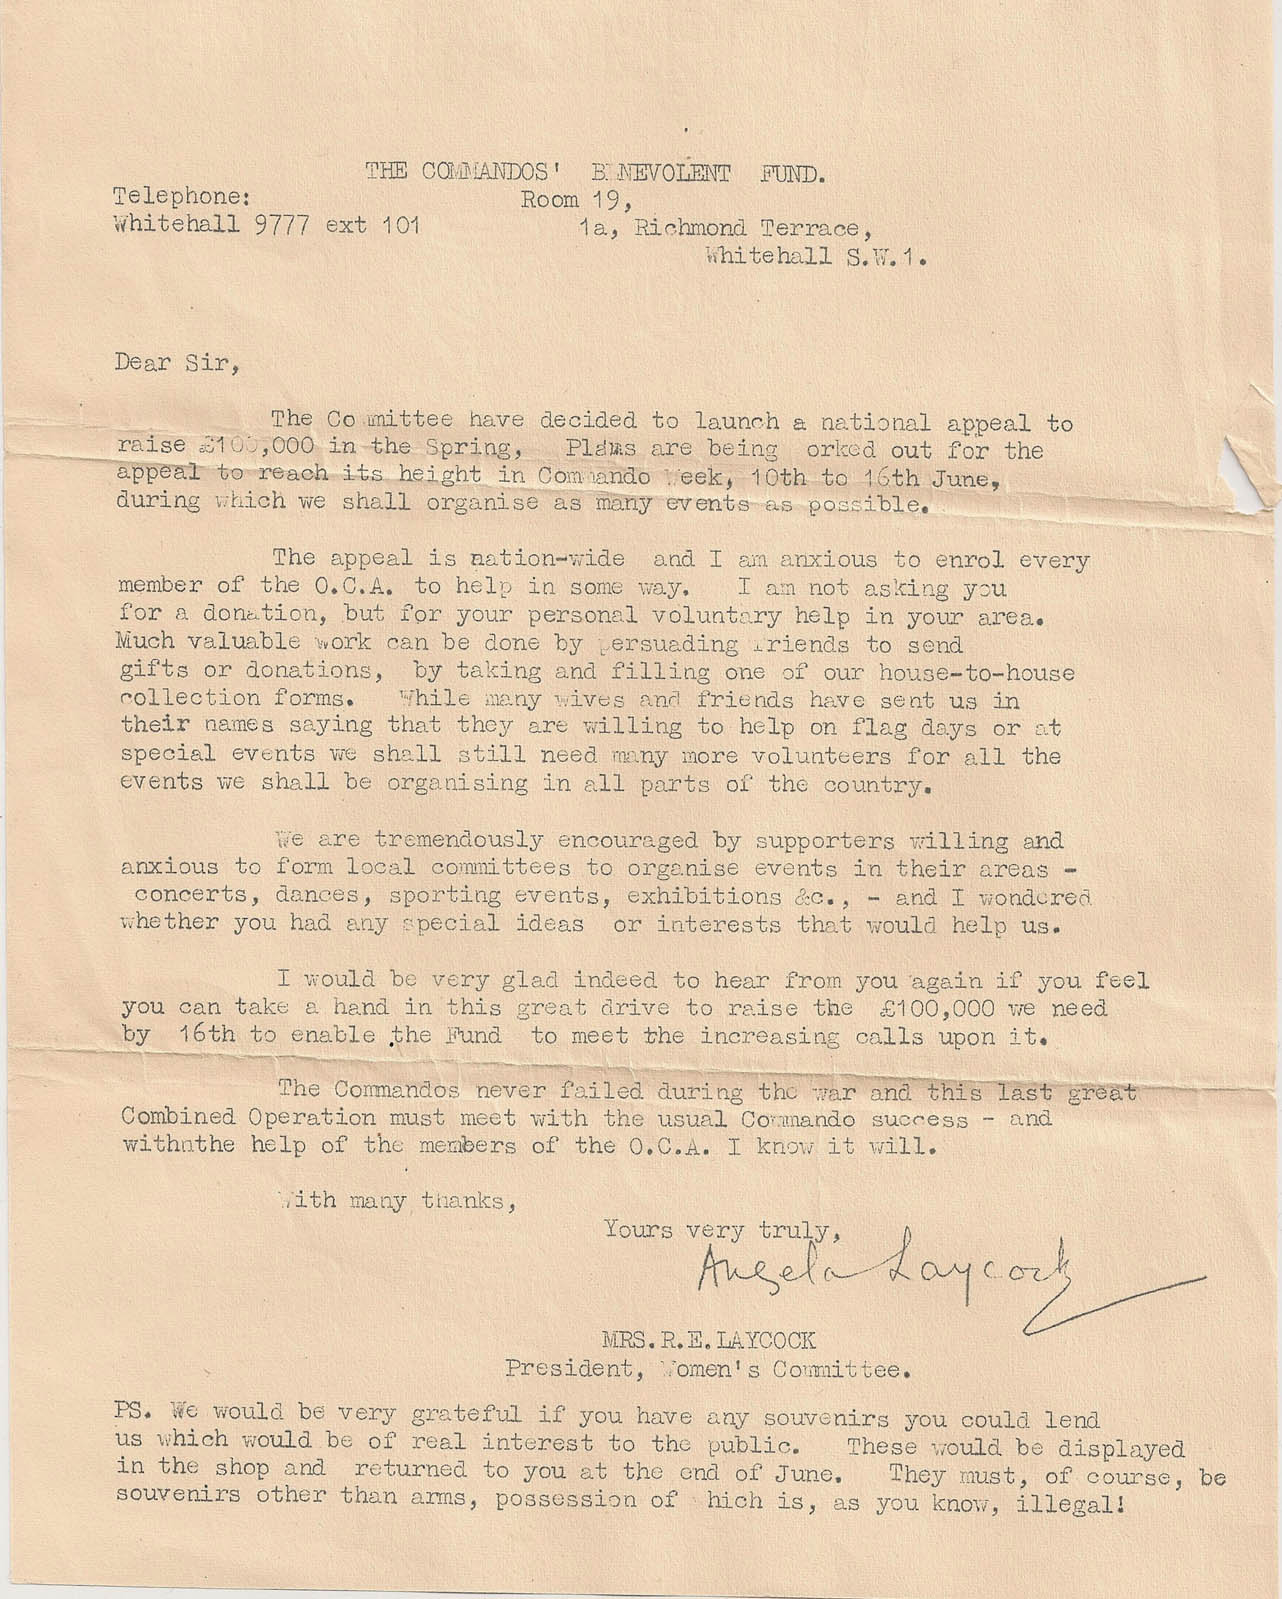 THE COMMANDOS' BENEVOLENT FUND.
Telephone: Room 19,
Whitehall 9777 ext 101 1a, Richmond Terrace,
Whitehall S.W.1.
Dear Sir,
The Committee have decided to launch a national appeal to
raise £100,000 in the Spring, Plans are being orked out for the
appeal to reach its height in Commando Week, 10th to 16th June,
during which we shall organise as many events as possible.
The appeal is nation-wide and I am anxious to enrol every
member of the O.C.A. to help in some way. I am not asking you
for a donation, but for your personal voluntary help in your area.
Much valuable work can be done by persuading friends to send
gifts or donations, by taking and filling one of our house-to-house
collection forms. While many wives and friends have sent us in
their names saying that they are willing to help on flag days or at
special events we shall still need many more volunteers for all the
events we shall be organising in all parts of the country.
We are tremendously encouraged by supporters willing and
anxious to form local committees to organise events in their areas -
concerts, dances, sporting events, exhibitions &c., - and I wondered
whether you had any special ideas or interests that would help us.
I would be very glad indeed to hear from you again if you feel
you can take a hand in this great drive to raise the £100,000 we need
by 16th to enable the Fund to meet the increasing calls upon it.
The Commandos never failed during the war and this last great
Combined Operation must meet with the usual Commando success - and
withnthe help of the members of the O.C.A. I know it will.
With many thanks,
Yours very truly,
Angela Laycock
MRS.R.E.LAYCOCK
President, Women's Committee.
PS. We would be very grateful if you have any souvenirs you could lend
us which would be of real interest to the public. These would be displayed
in the shop and returned to you at the end of June. They must, of course, be
souvenirs other than arms, possession of which is, as you know, illegal!